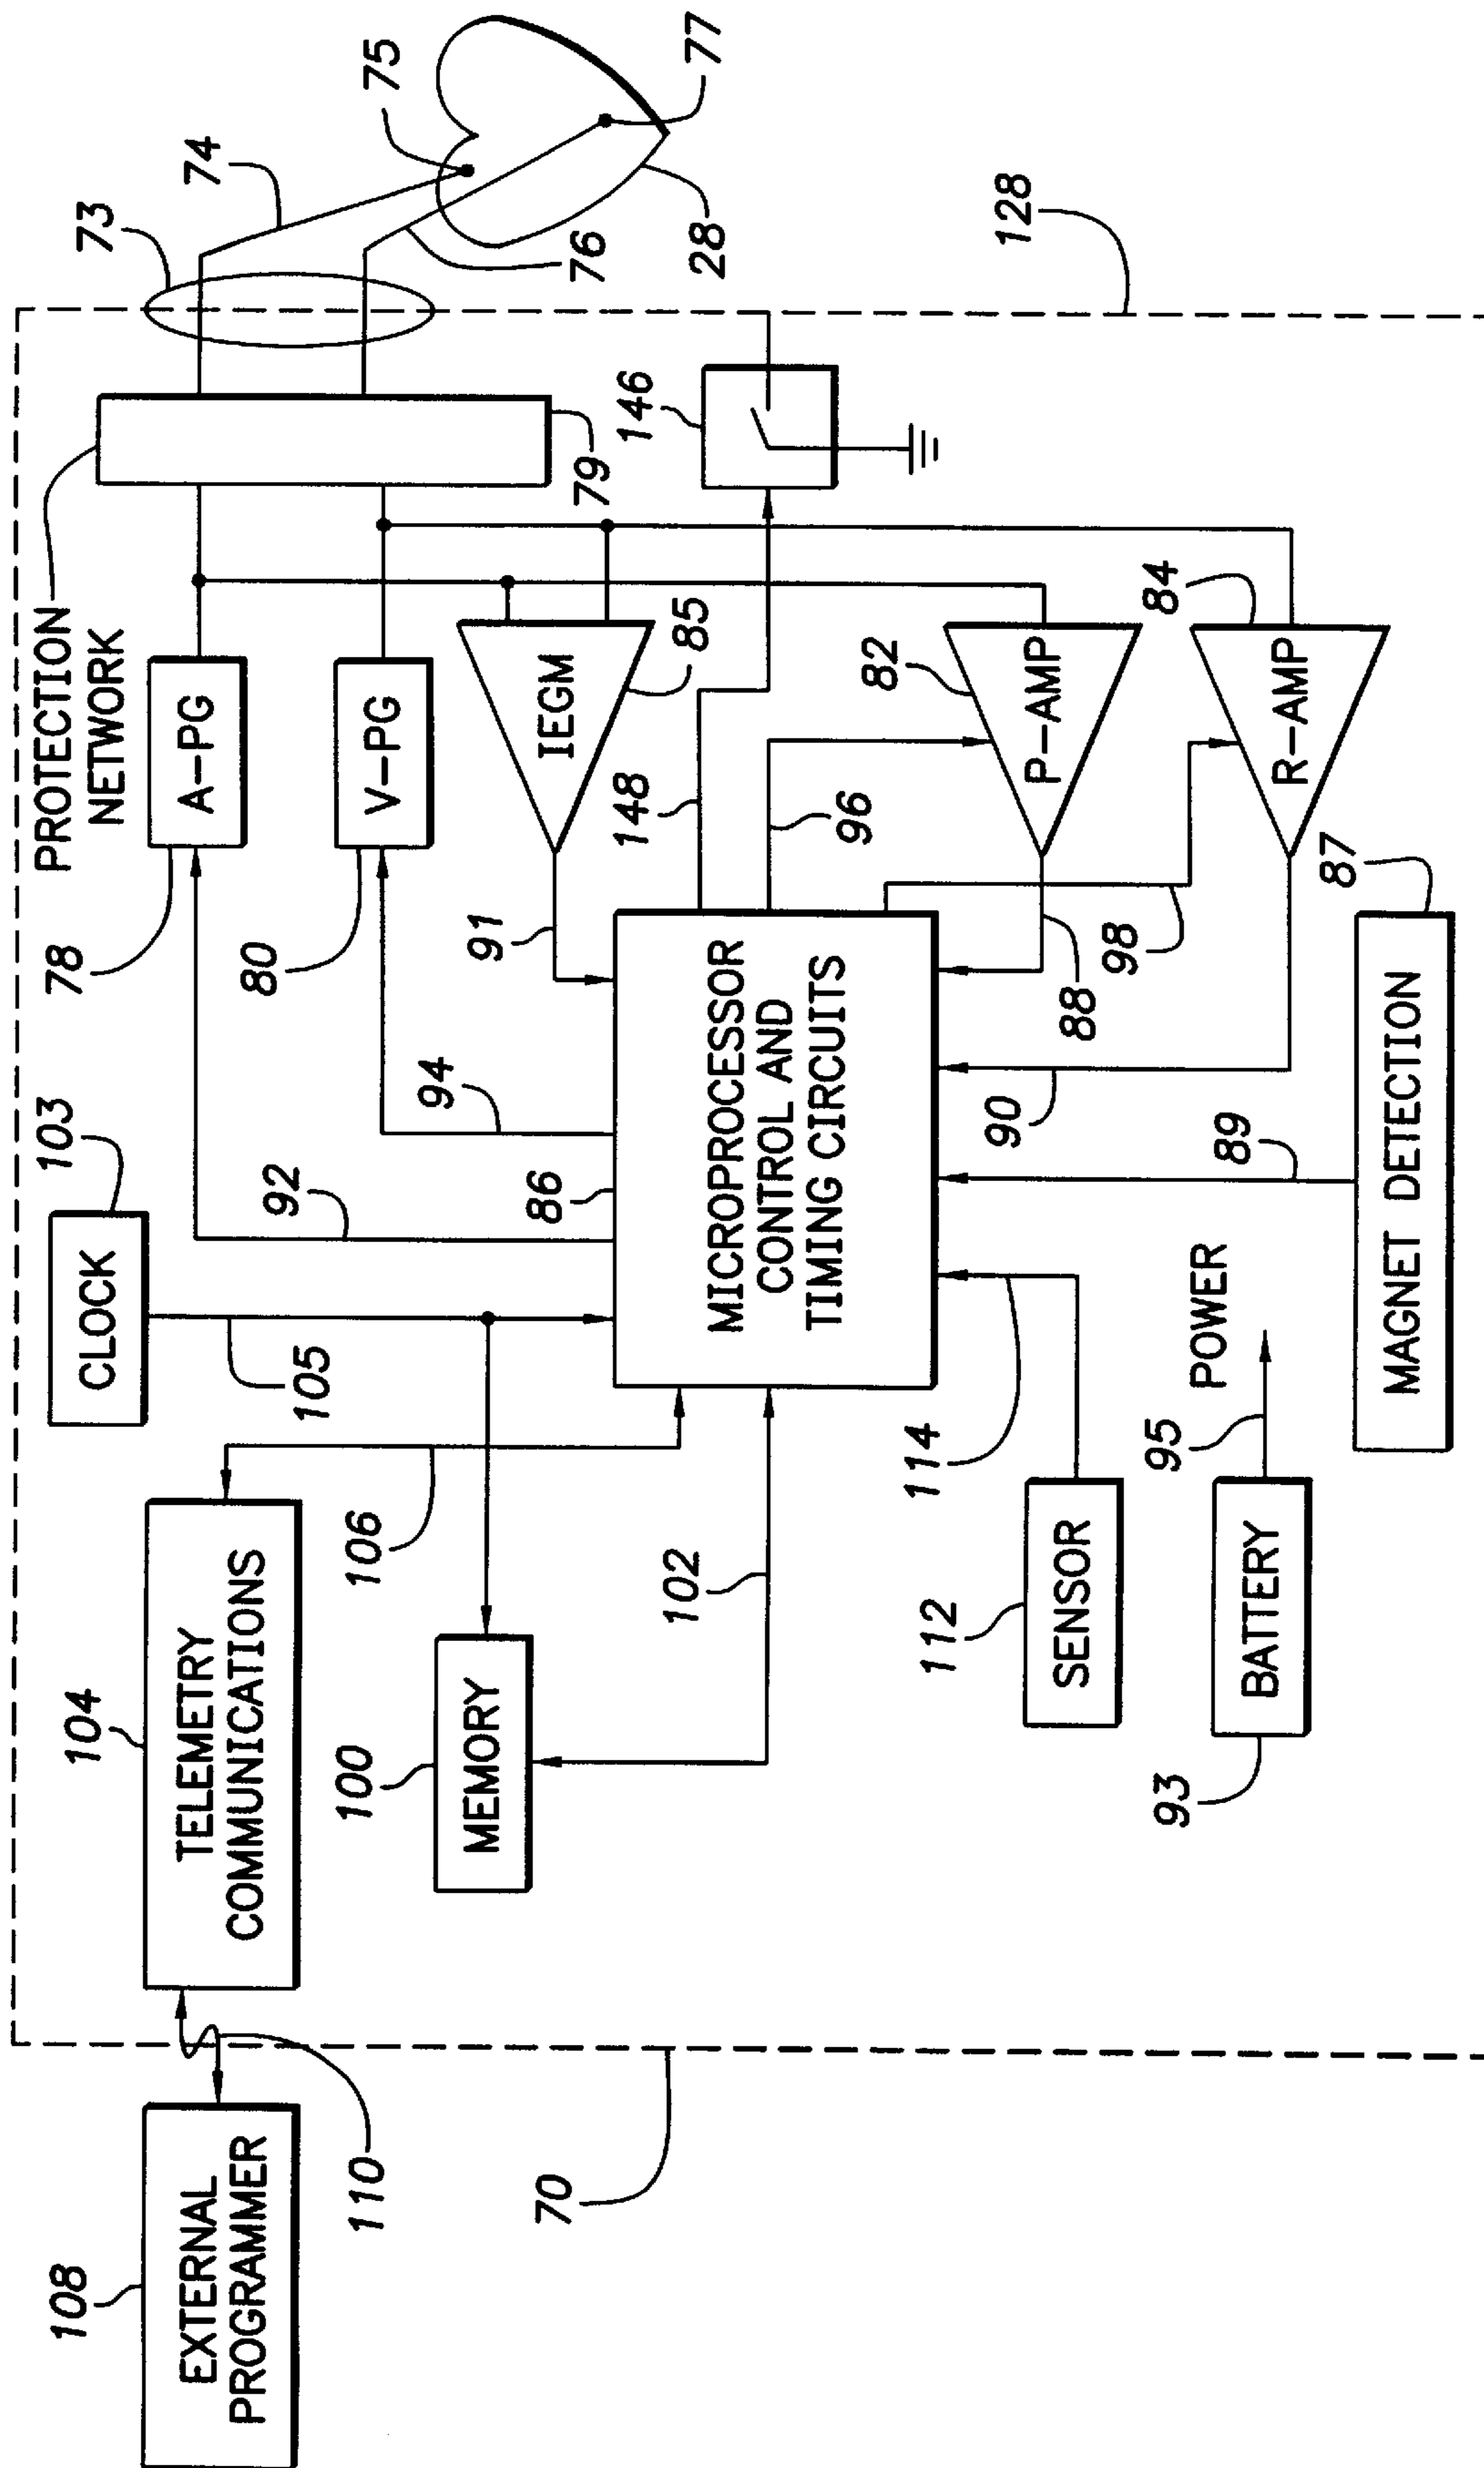 108
EXTERNAL
PROGRAMMER
110
70
104
TELEMETRY
COMMUNICATIONS
106
103
CLOCK
105
100
MEMORY
102
92
94
86
MICROPROCESSOR
CONTROL AND
TIMING CIRCUITS
112
SENSOR
114
93
BATTERY
95
POWER
MAGNET DETECTION
87
89
90
88
98
96
148
91
78
A-PG
80
V-PG
PROTECTION
NETWORK
IEGM
85
82
P-AMP
84
R-AMP
79
146
73
74
75
76
77
28
128